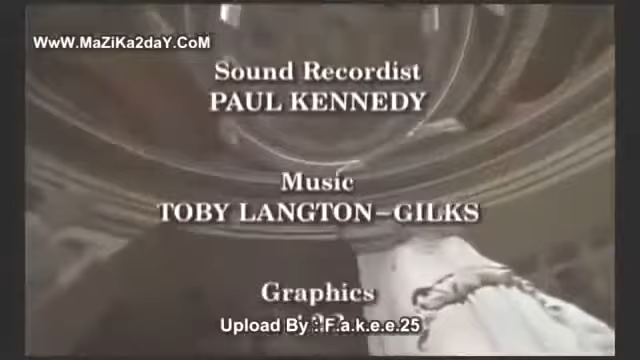 WwW.MaZiKa2daY.CoM
Sound Recordist
PAUL KENNEDY
Music
TOBY LANGTON-GILKS
Graphics
Upload By : F.a.k.e.e.25